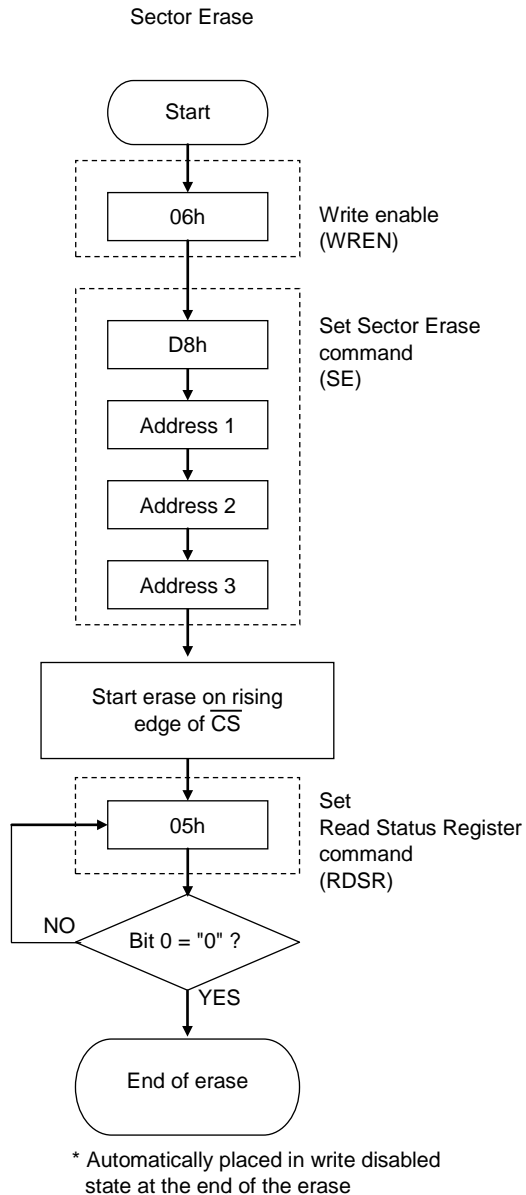 Sector Erase
Start
06h
Write enable
(WREN)
D8h
Set Sector Erase
command
(SE)
Address 1
Address 2
Address 3
Start erase on rising
edge of C̅S̅
05h
Set
Read Status Register
command
(RDSR)
NO
Bit 0 = "0" ?
YES
End of erase
* Automatically placed in write disabled
state at the end of the erase